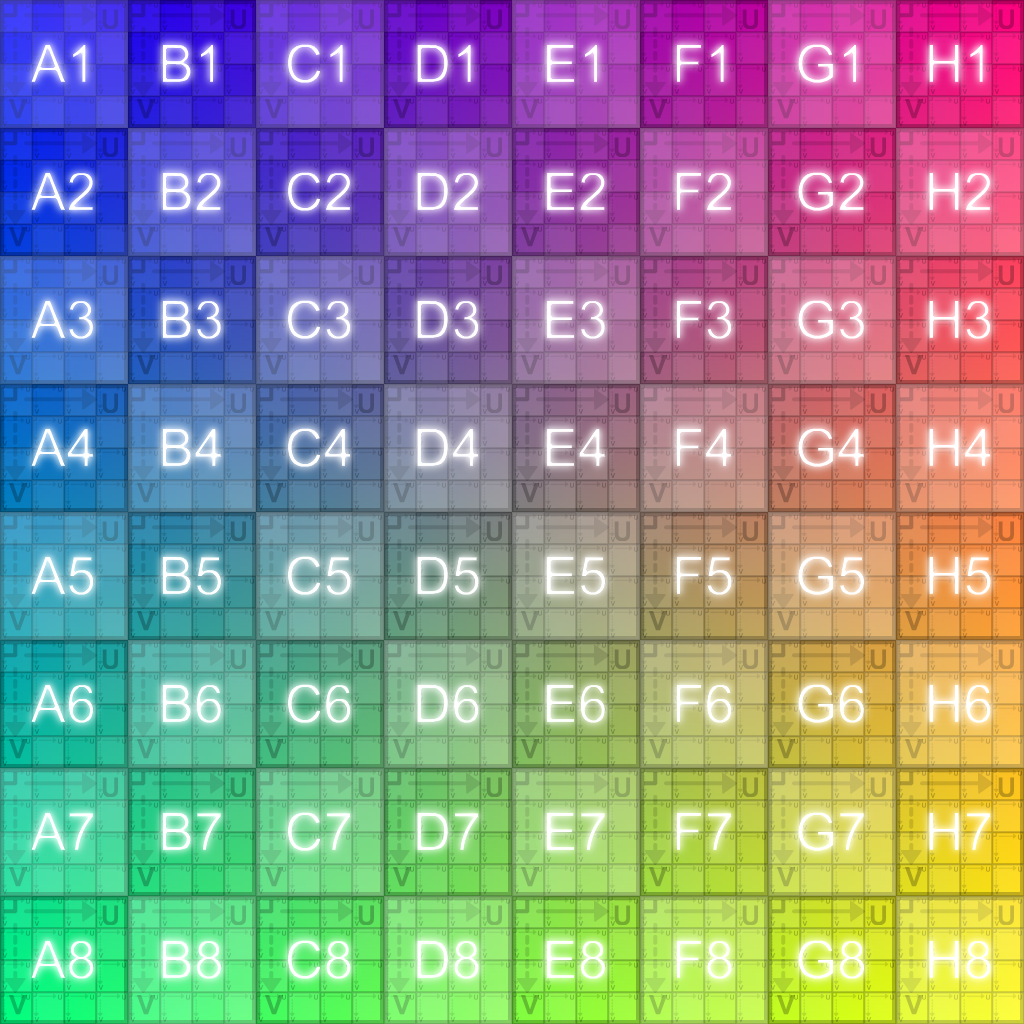 U U U U U U U U
A1 B1 C1 D1 E1 F1 G1 H1
V V V V V V V V
U U U U U U U U
A2 B2 C2 D2 E2 F2 G2 H2
V V V V V V V V
U U U U U U U U
A3 B3 C3 D3 E3 F3 G3 H3
V V V V V V V V
U U U U U U U U
A4 B4 C4 D4 E4 F4 G4 H4
V V V V V V V V
U U U U U U U U
A5 B5 C5 D5 E5 F5 G5 H5
V V V V V V V V
U U U U U U U U
A6 B6 C6 D6 E6 F6 G6 H6
V V V V V V V V
U U U U U U U U
A7 B7 C7 D7 E7 F7 G7 H7
V V V V V V V V
U U U U U U U U
A8 B8 C8 D8 E8 F8 G8 H8
V V V V V V V V